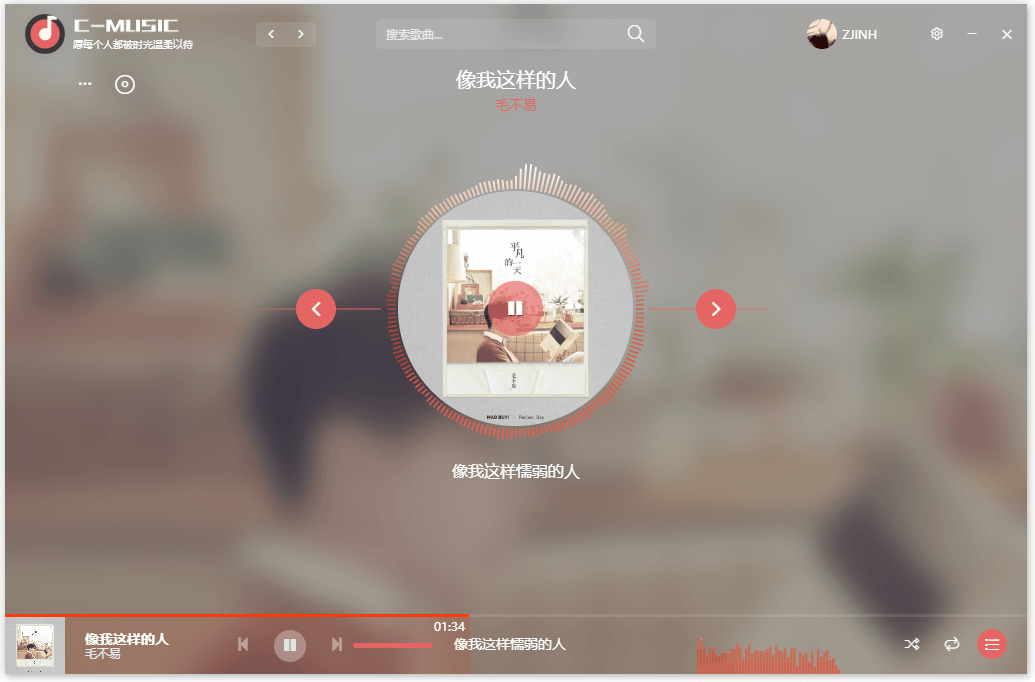 C-MUSIC
愿每个人都被时光温柔以待
搜索歌曲...
ZJINH
像我这样的人
毛不易
平凡的一天
毛不易
MAO BUYI | Perfect Day
像我这样懦弱的人
01:34
像我这样的人
毛不易
像我这样懦弱的人